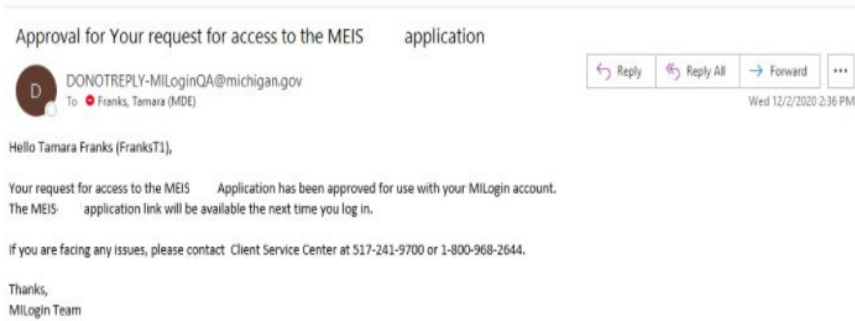 Approval for Your request for access to the MEIS application
D
DONOTREPLY-MILoginQA@michigan.gov
To Franks, Tamara (MDE)
Reply
Reply All
Forward
...
Wed 12/2/2020 2:36 PM
Hello Tamara Franks (FranksT1),
Your request for access to the MEIS Application has been approved for use with your MILogin account.
The MEIS· application link will be available the next time you log in.
If you are facing any issues, please contact Client Service Center at 517-241-9700 or 1-800-968-2644.
Thanks,
MILogin Team